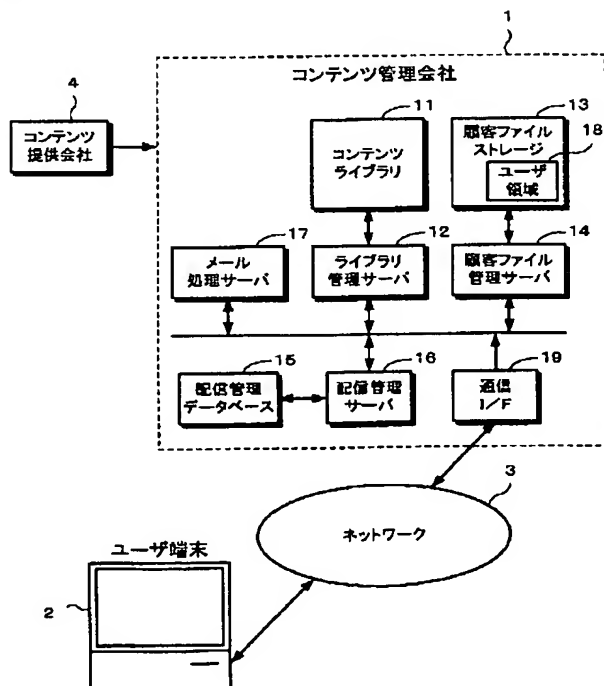 1
コンテンツ管理会社
4
コンテンツ
提供会社
11
コンテンツ
ライブラリ
13
顧客ファイル
ストレージ
18
ユーザ
領域
17
メール
処理サーバ
12
ライブラリ
管理サーバ
14
顧客ファイル
管理サーバ
15
配信管理
データベース
16
配信管理
サーバ
19
通信
I/F
3
ネットワーク
ユーザ端末
2